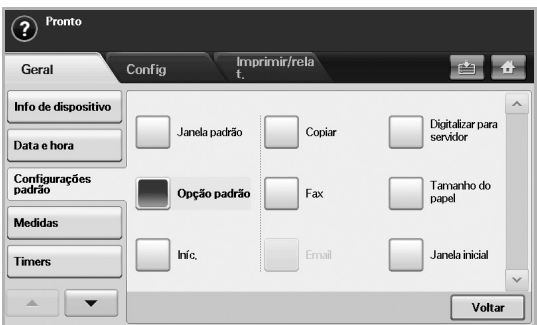 Pronto
Geral
Config
Imprimir/rela
t.
Info de dispositivo
Data e hora
Configurações
padrão
Medidas
Timers
Janela padrão
Copiar
Digitalizar para
servidor
Opção padrão
Fax
Tamanho do
papel
Iníc.
Email
Janela inicial
Voltar